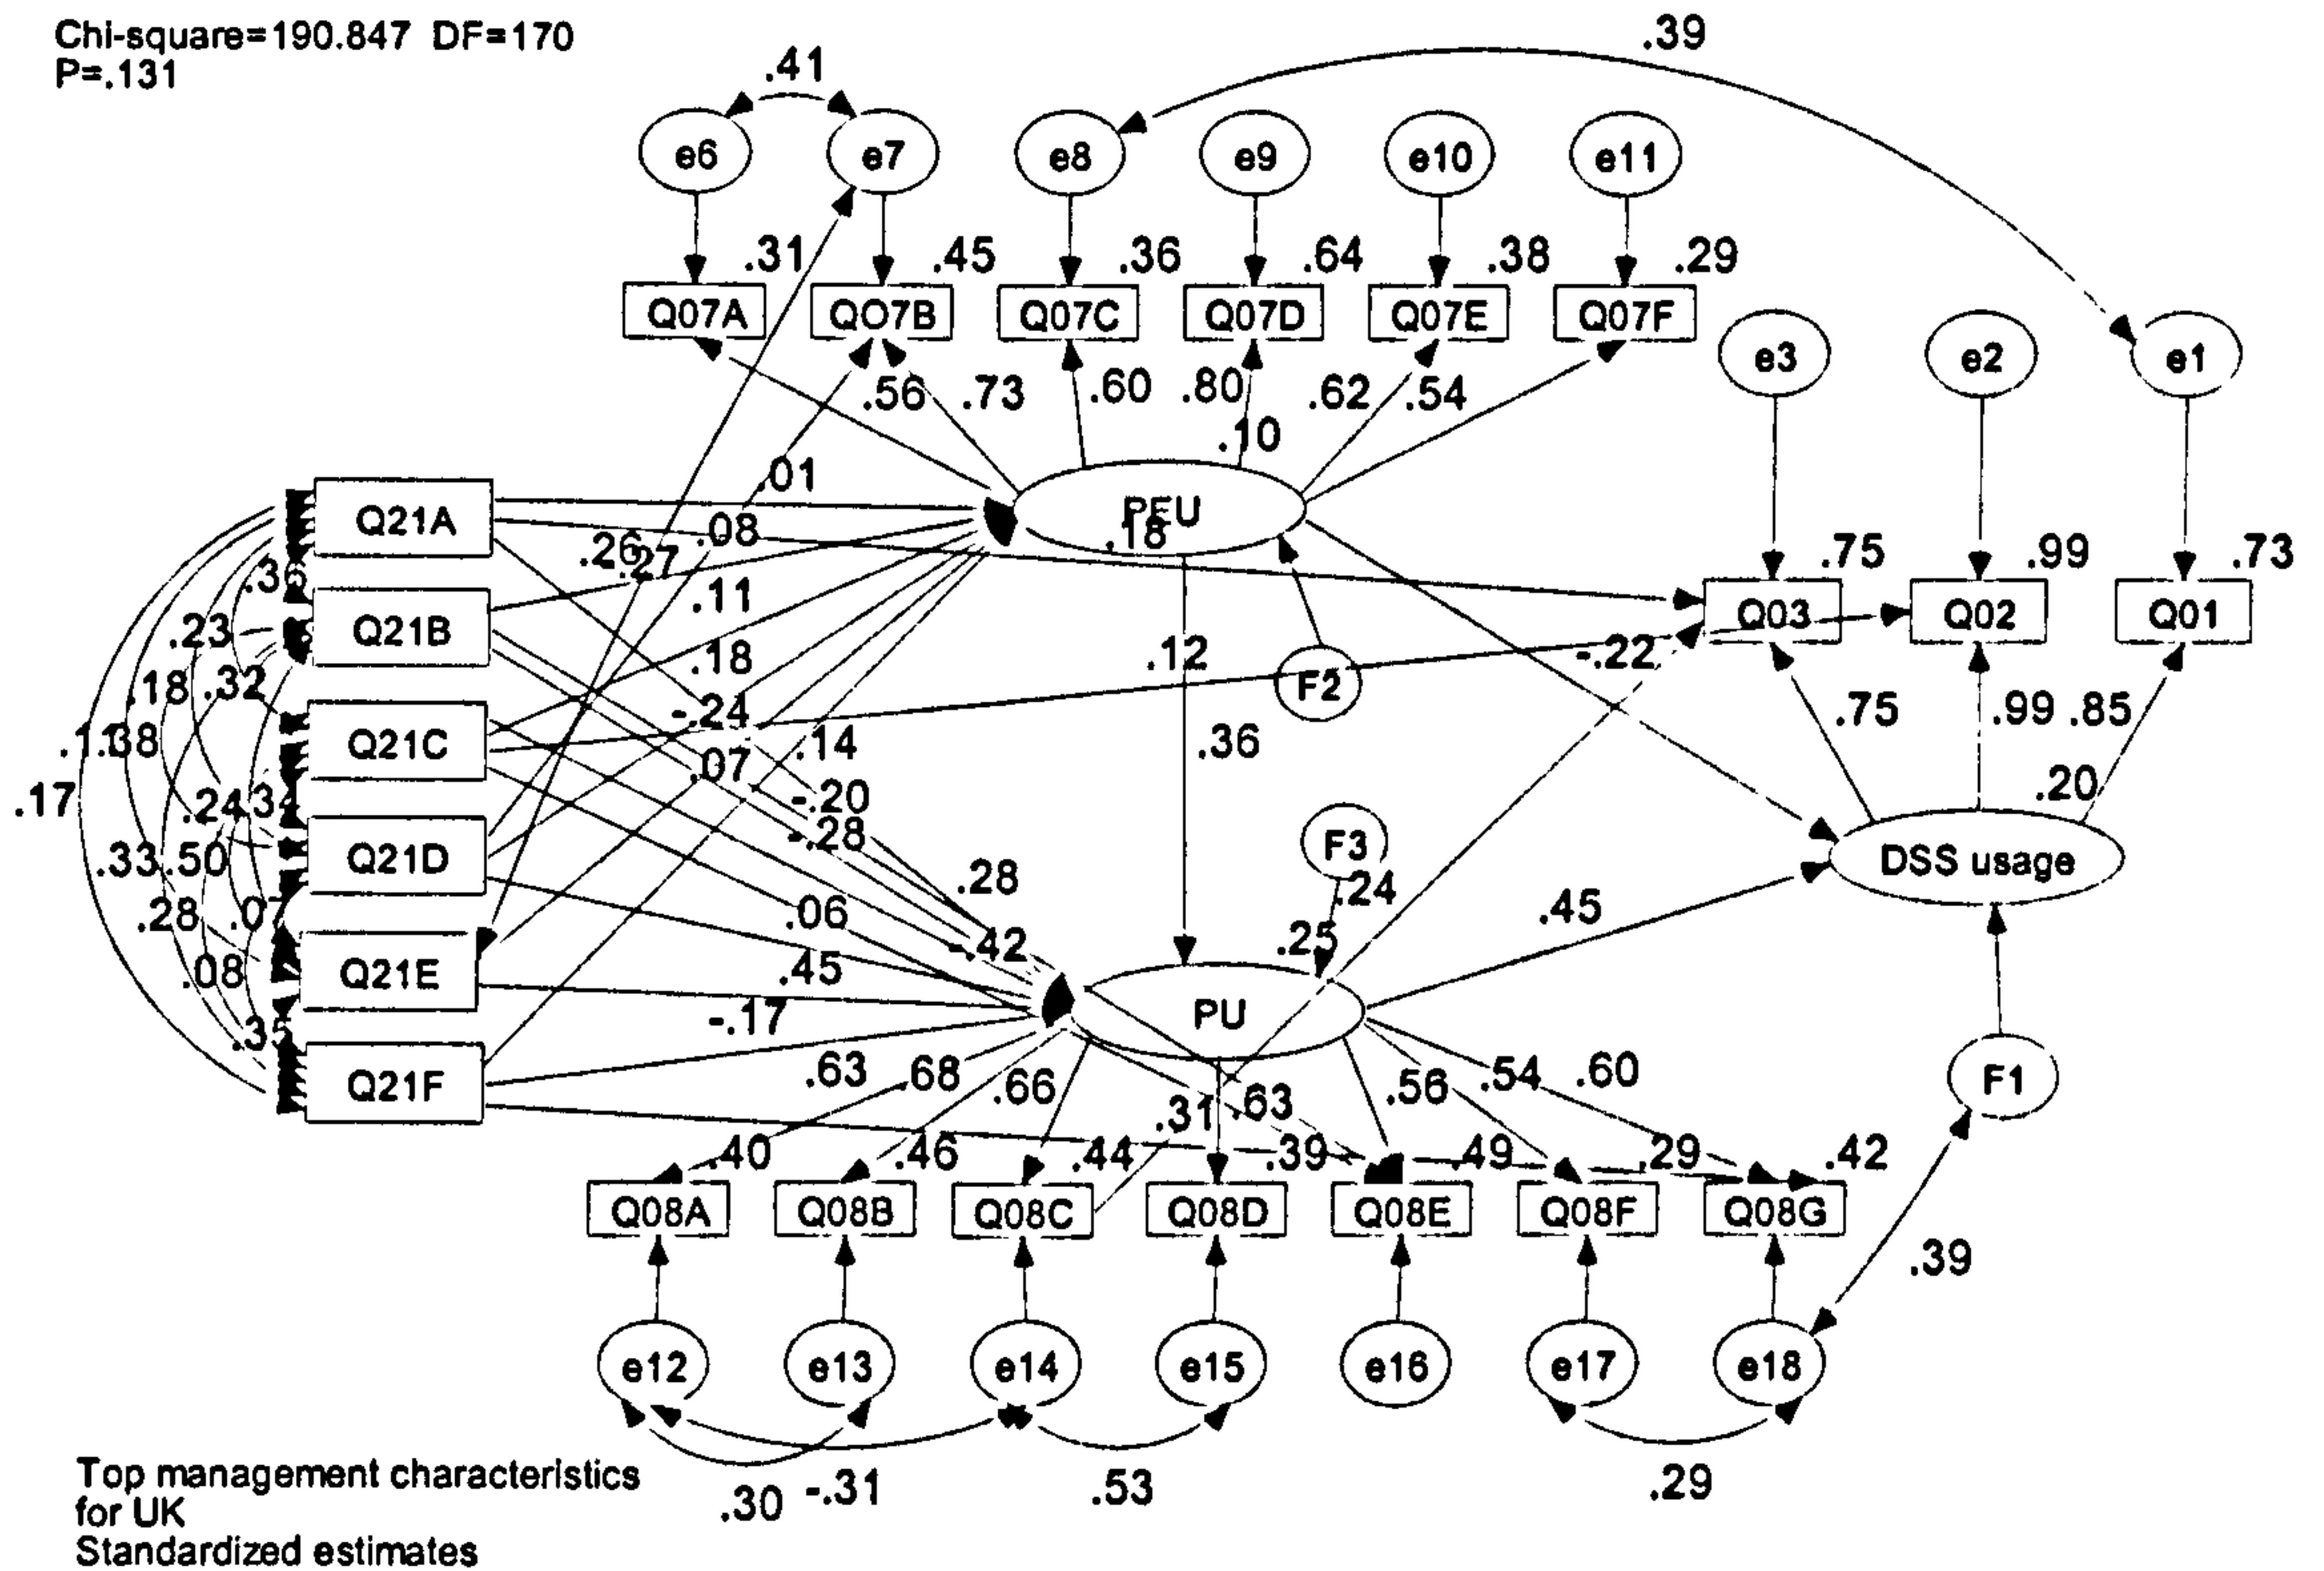 Chi-square=190.847 DF=170
P=.131
.39
.41
e6 e7 e8 e9 e10 e11
.31 .45 .36 .64 .38 .29
Q07A QO7B Q07C Q07D Q07E Q07F
e3 e2 e1
.56 .73 .60 .80 .62 .54
.10
.01
Q21A PEU
.18
.08
.26 .27
.75 .99 .73
.36
.11
Q21B
Q03 Q02 Q01
.23
.18 .12 -.22
F2
.18 .32
-.24
.75 .99 .85
.38
Q21C
.14 .36
.07
.17
.24 .34
-.20
.20
-.28
F3
.33 .50
Q21D
DSS usage
.28 .24
.28 .07
.06 .45
.42 .25
.08
Q21E
.45
PU
-.17
.35
Q21F
.63 .68 .66 .31 .63 .56 .54 .60
F1
.40 .46 .44 .39 .49 .29 .42
Q08A Q08B Q08C Q08D Q08E Q08F Q08G
.39
e12 e13 e14 e15 e16 e17 e18
.30 -.31 .53 .29
Top management characteristics
for UK
Standardized estimates